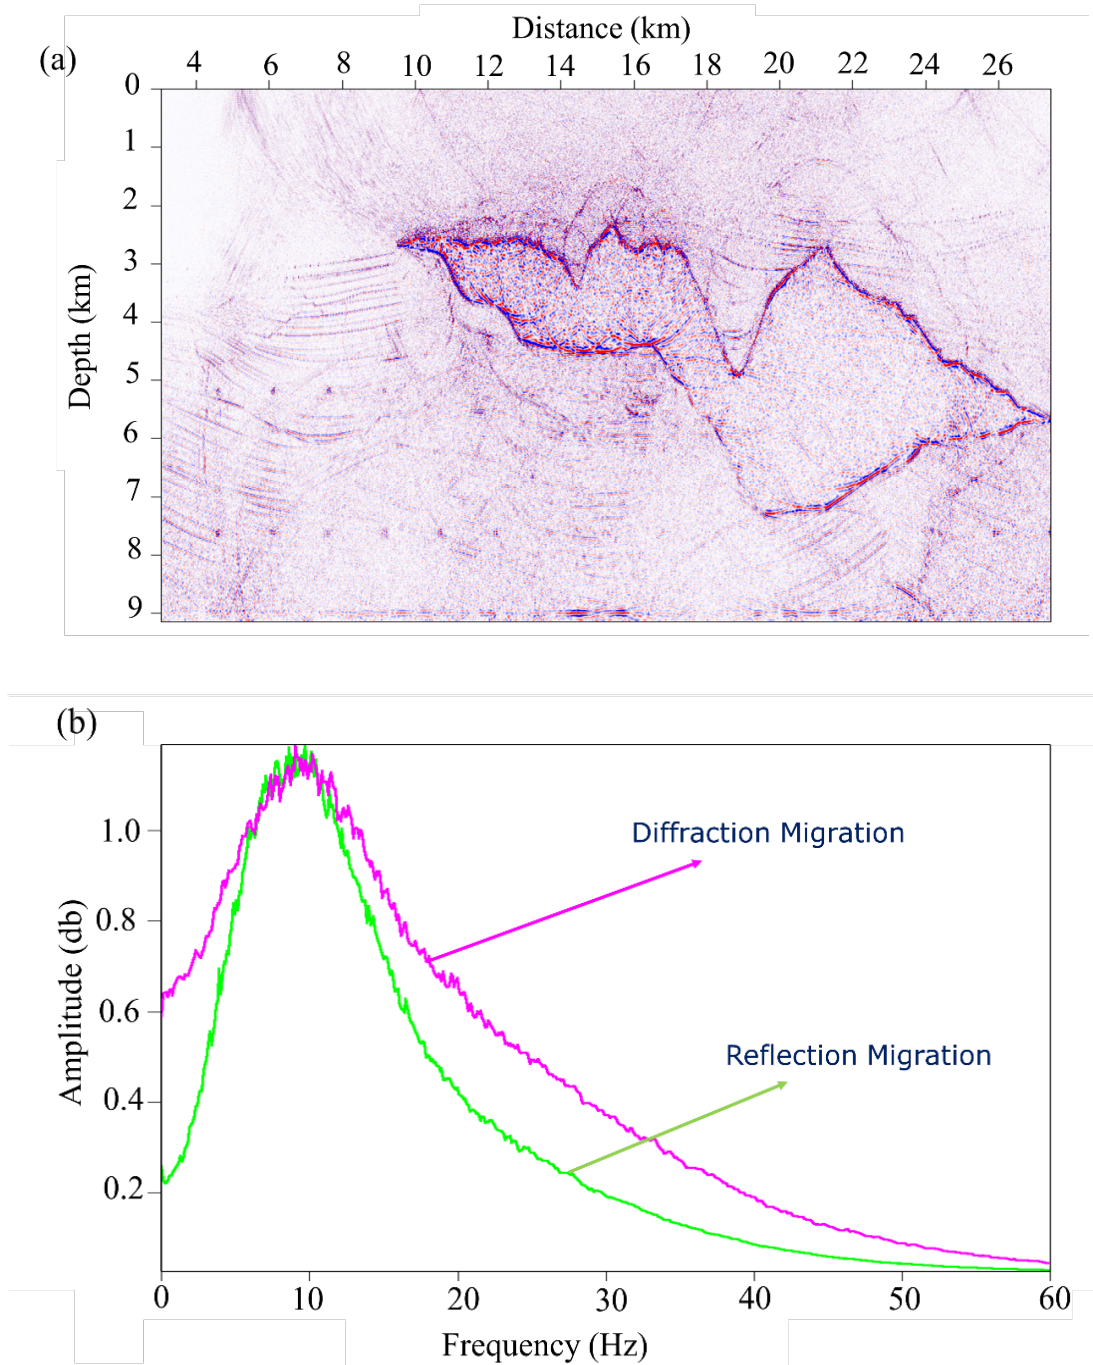 (a)
Distance (km)
4 6 8 10 12 14 16 18 20 22 24 26
0
1
2
3
4
5
6
7
8
9
Depth (km)
(b)
1.0
0.8
0.6
0.4
0.2
Amplitude (db)
Diffraction Migration
Reflection Migration
0 10 20 30 40 50 60
Frequency (Hz)